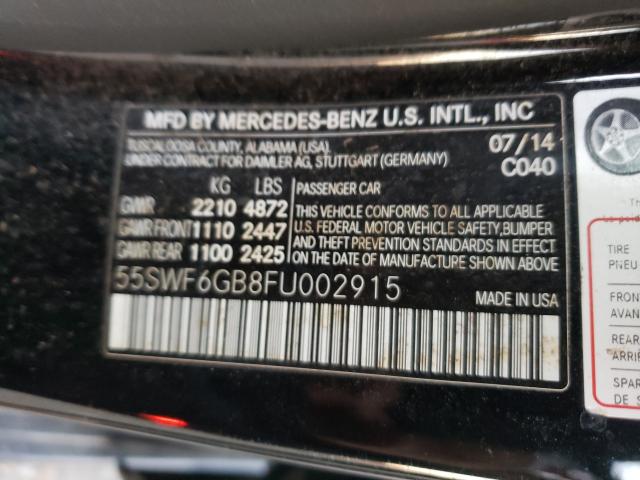 MFD BY MERCEDES-BENZ U.S. INTL., INC
TUSCALOOSA COUNTY, ALABAMA (USA)
UNDER CONTRACT FOR DAIMLER AG, STUTTGART (GERMANY)
07/14
C040
KG LBS
GVWR 2210 4872
GAWR FRONT 1110 2447
GAWR REAR 1100 2425
PASSENGER CAR
THIS VEHICLE CONFORMS TO ALL APPLICABLE
U.S. FEDERAL MOTOR VEHICLE SAFETY, BUMPER
AND THEFT PREVENTION STANDARDS IN EFFECT
ON THE DATE OF MANUFACTURE SHOWN ABOVE.
55SWF6GB8FU002915
MADE IN USA
TIRE
PNEU
FRON
AVAN
REAR
ARRIÈ
SPAR
DE S